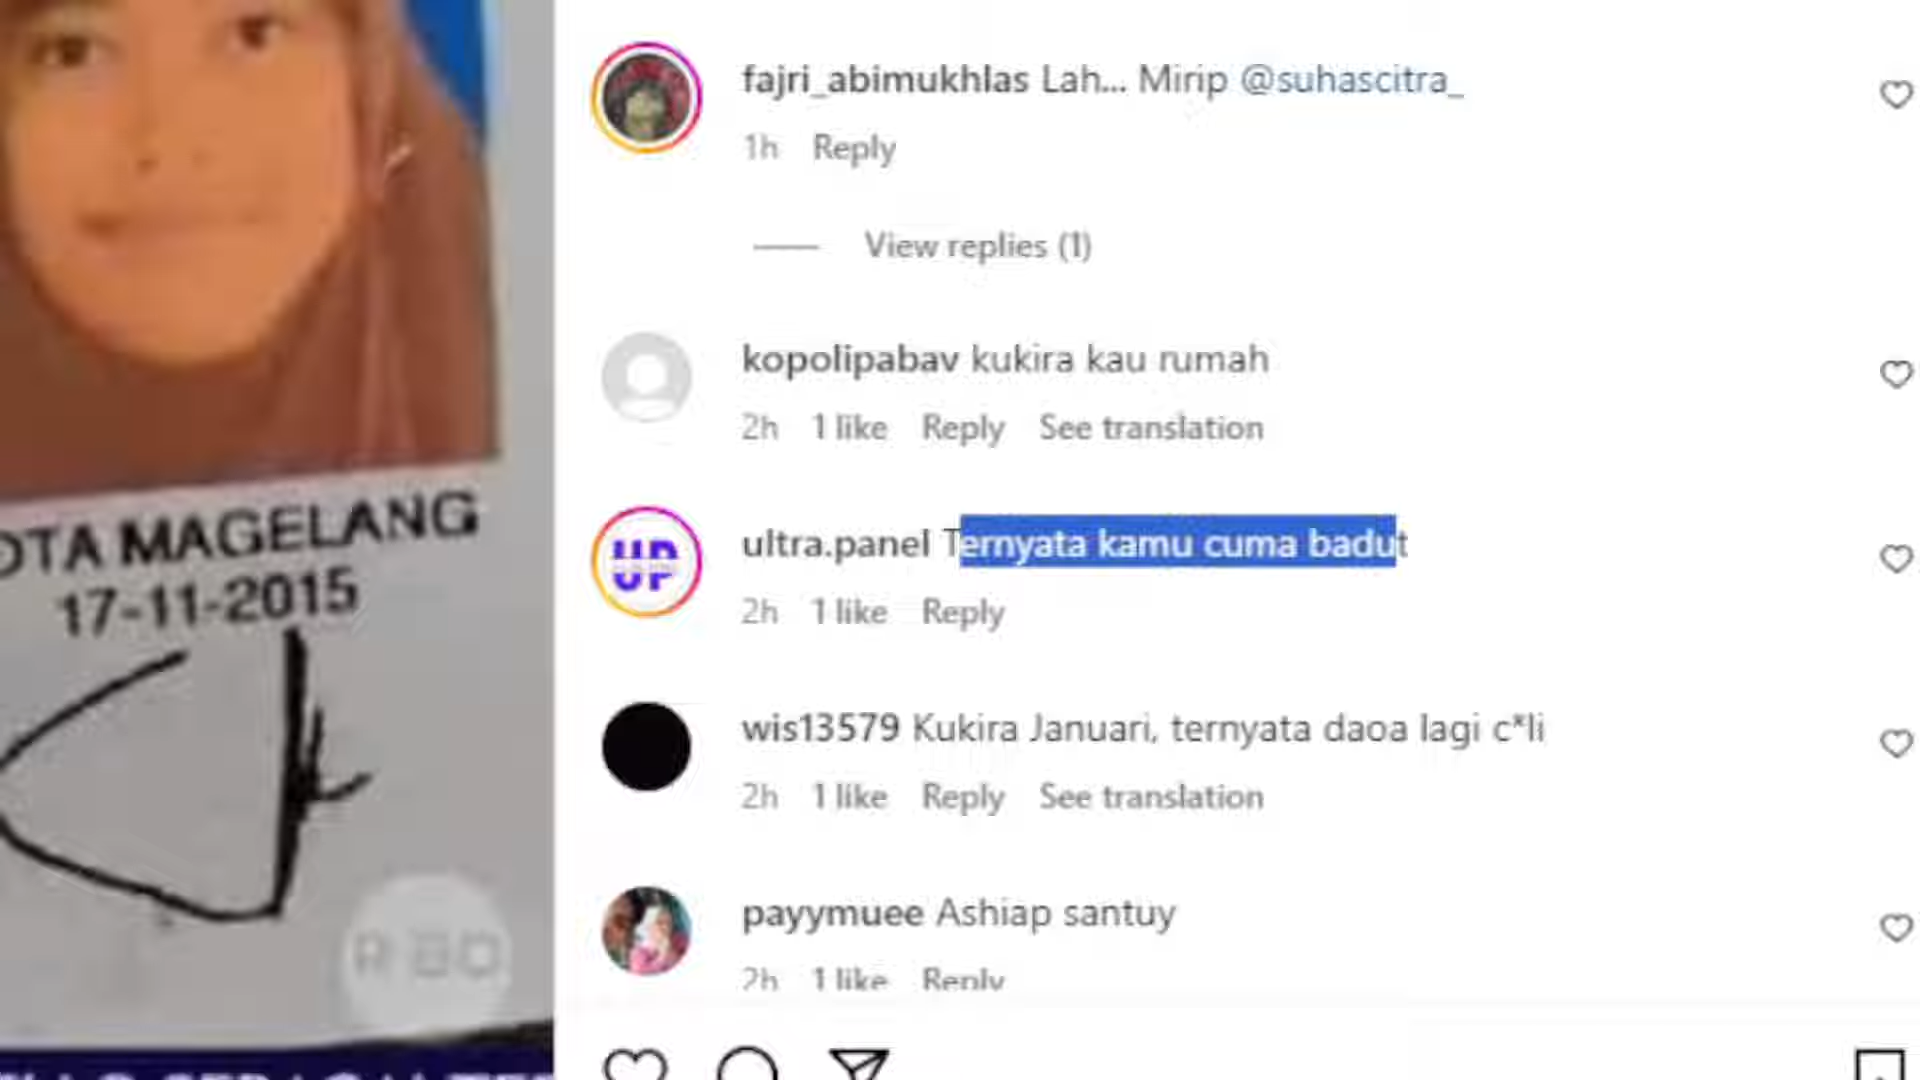 OTA MAGELANG
17-11-2015
fajri_abimukhlas Lah... Mirip @suhascitra_
1h Reply
View replies (1)
kopolipabav kukira kau rumah
2h 1 like Reply See translation
UP
ultra.panel Ternyata kamu cuma badut
2h 1 like Reply
wis13579 Kukira Januari, ternyata daoa lagi c*li
2h 1 like Reply See translation
payymuee Ashiap santuy
2h 1 like Reply